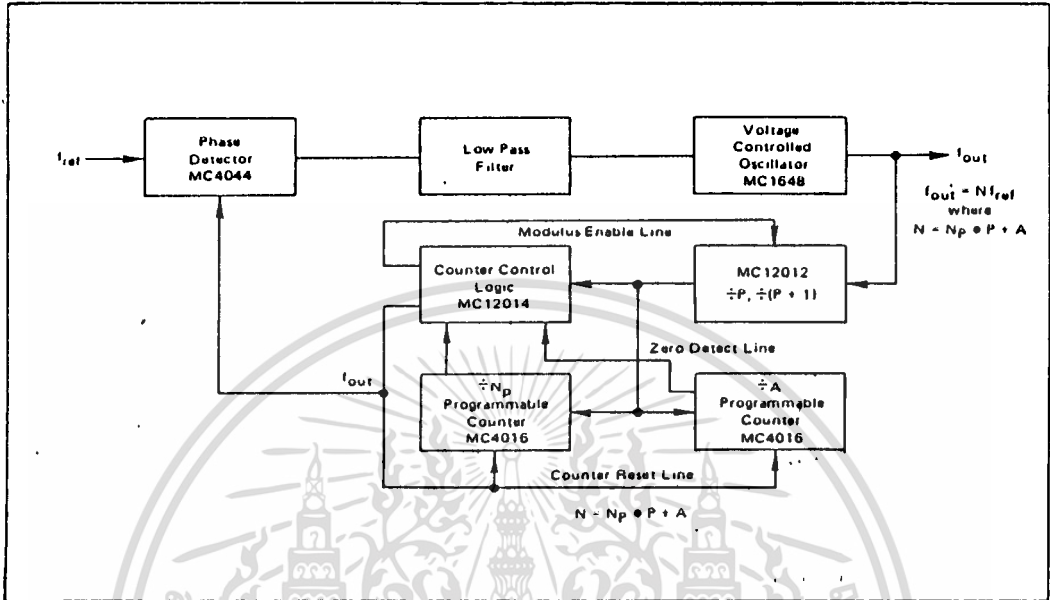 Phase
Detector
MC4044
Low Pass
Filter
Voltage
Controlled
Oscillator
MC1648
fref
fout
fout = Nfref
where
N = Np • P + A
Modulus Enable Line
Counter Control
Logic
MC12014
MC12012
÷P, ÷(P + 1)
Zero Detect Line
fout
÷Np
Programmable
Counter
MC4016
÷A
Programmable
Counter
MC4016
Counter Reset Line
N = Np • P + A